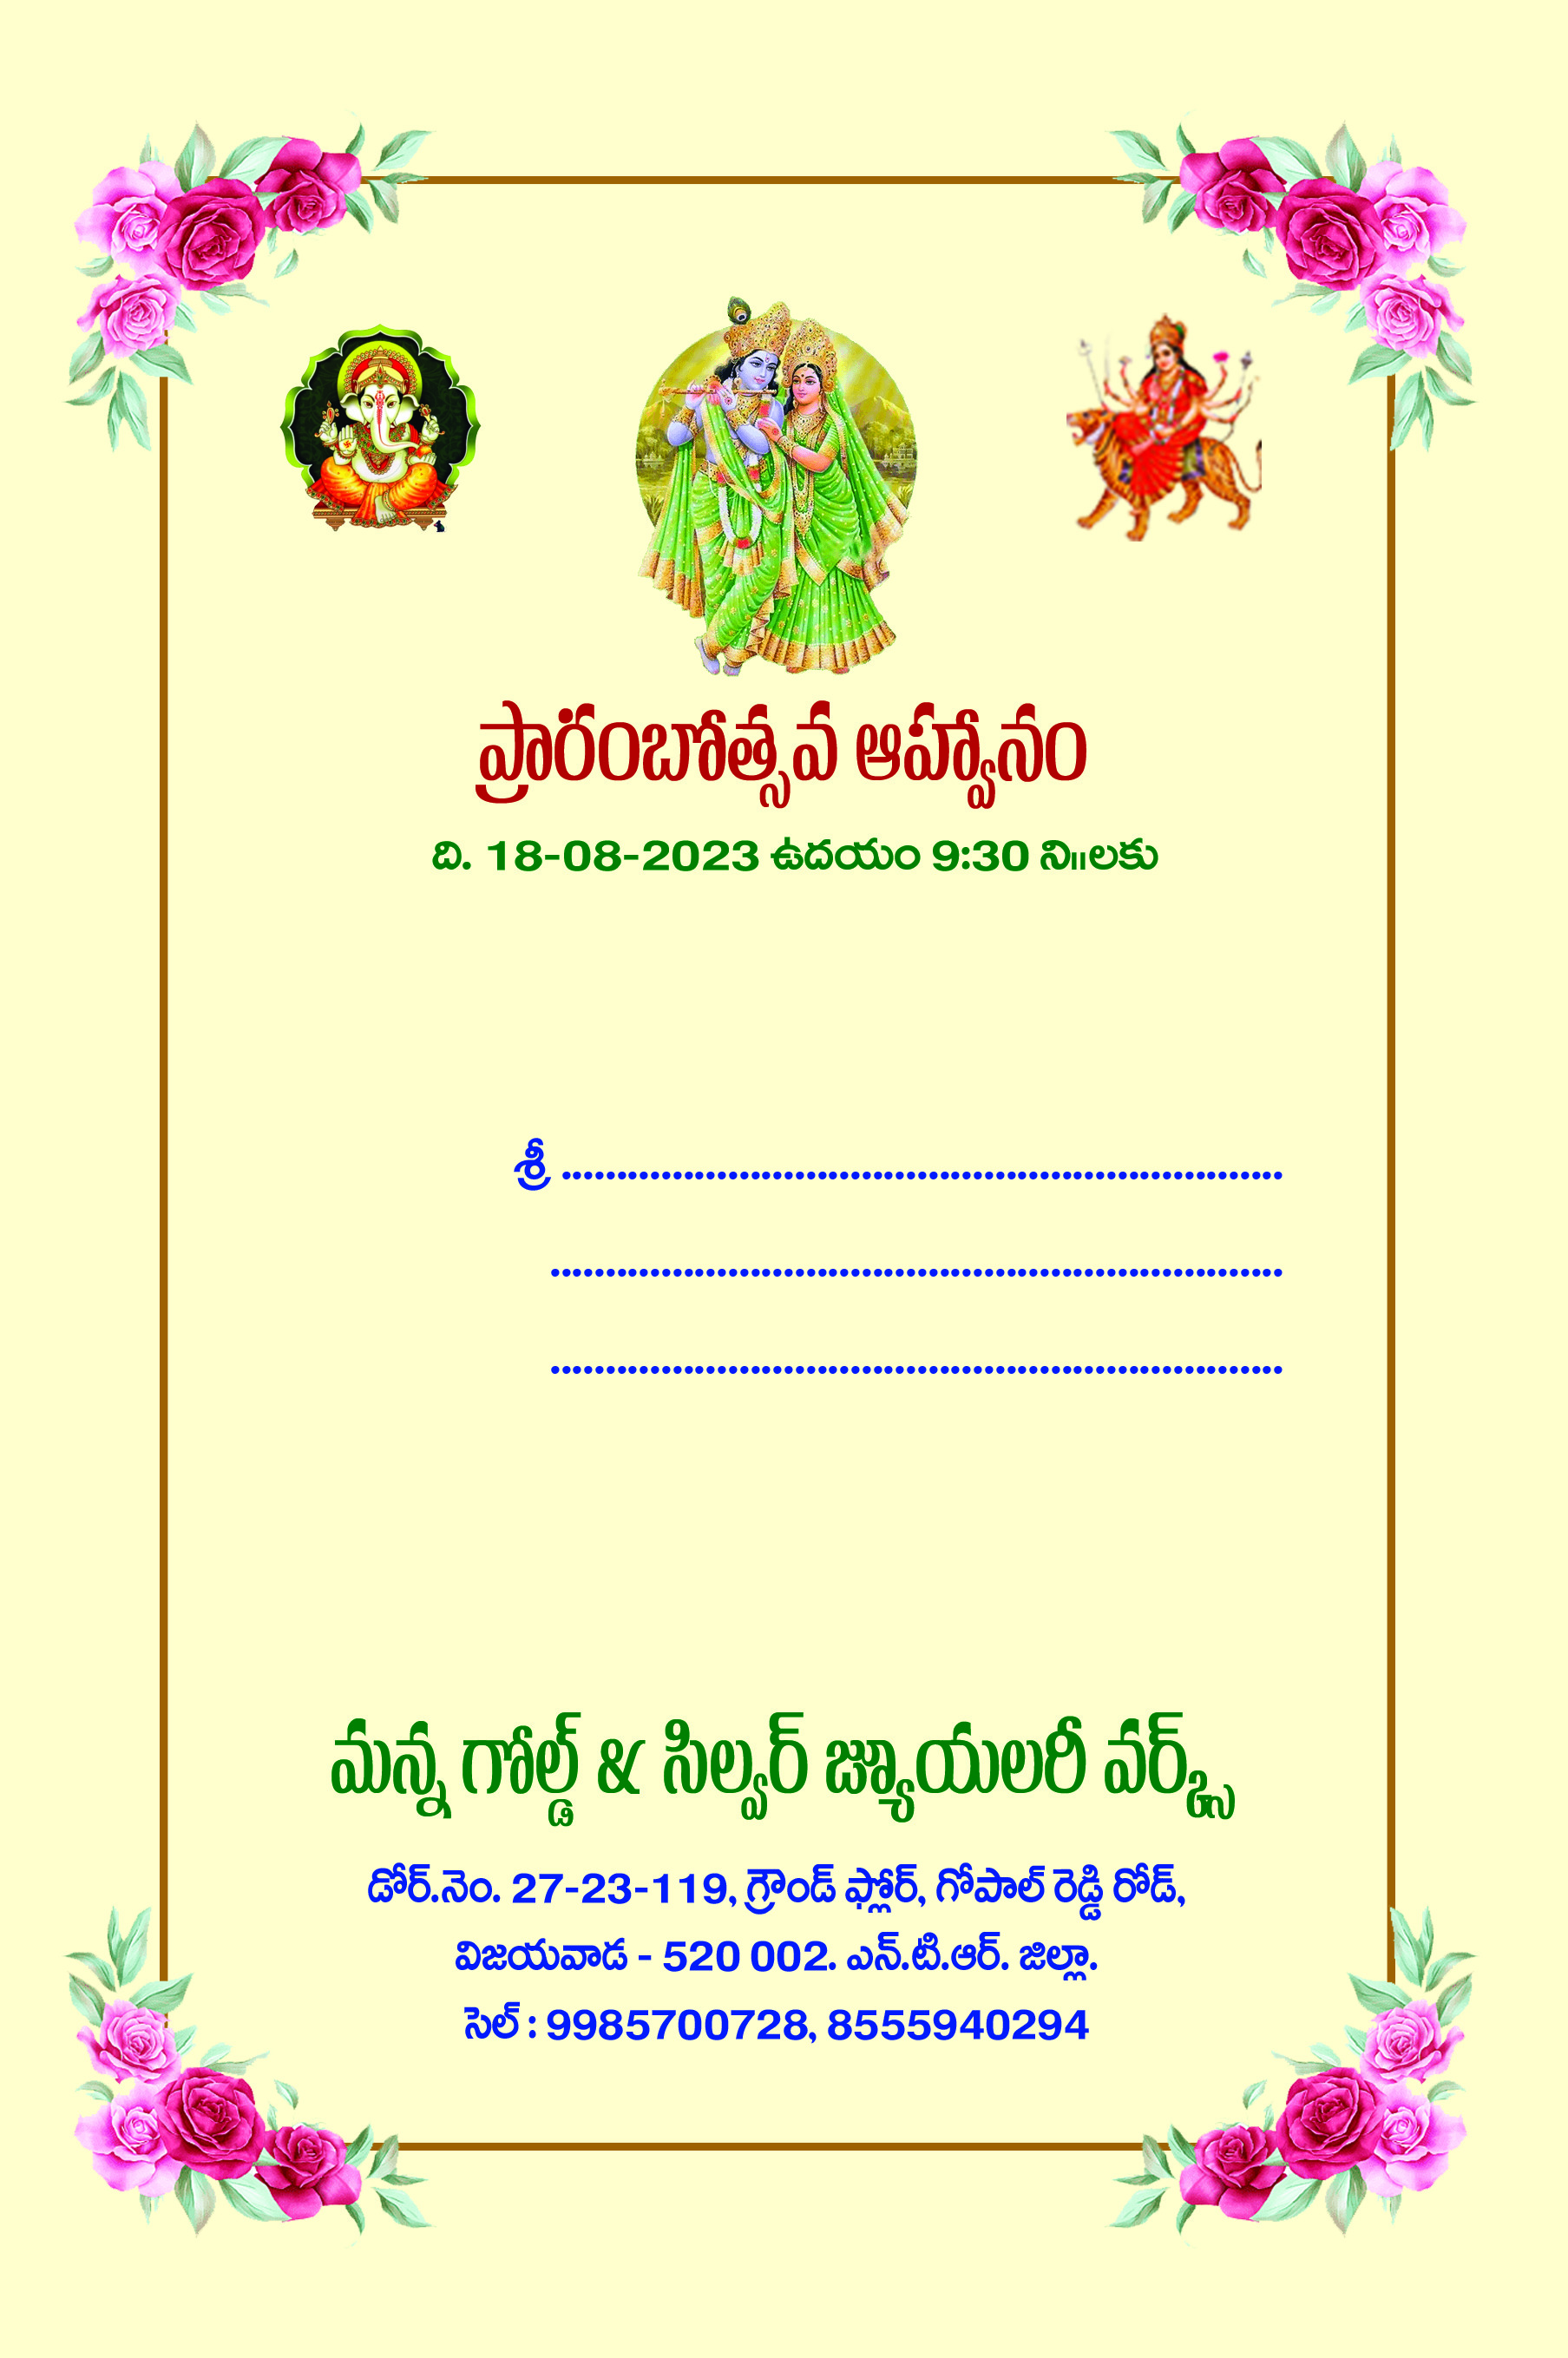 ప్రారంబోత్సవ ఆహ్వానం
ది. 18-08-2023 ఉదయం 9:30 ని॥లకు
శ్రీ .................................................................
..................................................................
..................................................................
మన్న గోల్డ్ & సిల్వర్ జ్యూయలరీ వర్క్స్
డోర్.నెం. 27-23-119, గ్రౌండ్ ఫ్లోర్, గోపాల్ రెడ్డి రోడ్,
విజయవాడ - 520 002. ఎన్.టి.ఆర్. జిల్లా.
సెల్ : 9985700728, 8555940294